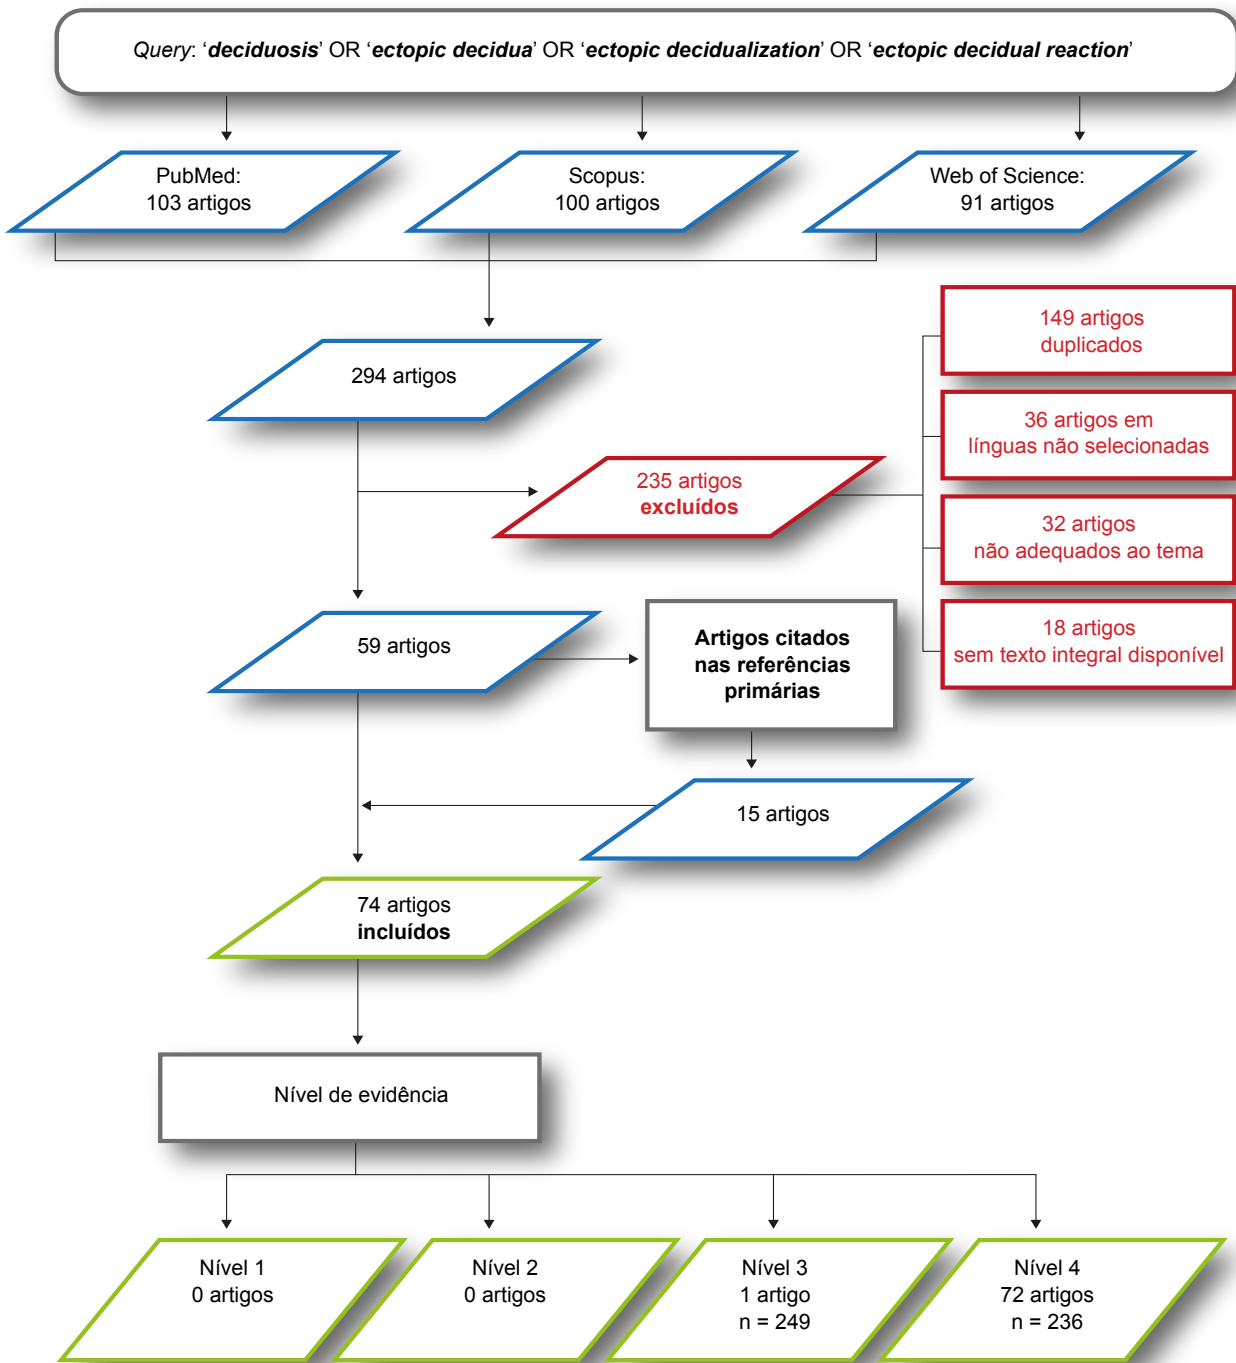 Query: ‘deciduosis’ OR ‘ectopic decidua’ OR ‘ectopic decidualization’ OR ‘ectopic decidual reaction’
PubMed:
103 artigos
Scopus:
100 artigos
Web of Science:
91 artigos
294 artigos
149 artigos
duplicados
36 artigos em
línguas não selecionadas
235 artigos
excluídos
32 artigos
não adequados ao tema
18 artigos
sem texto integral disponível
59 artigos
Artigos citados
nas referências
primárias
15 artigos
74 artigos
incluídos
Nível de evidência
Nível 1
0 artigos
Nível 2
0 artigos
Nível 3
1 artigo
n = 249
Nível 4
72 artigos
n = 236